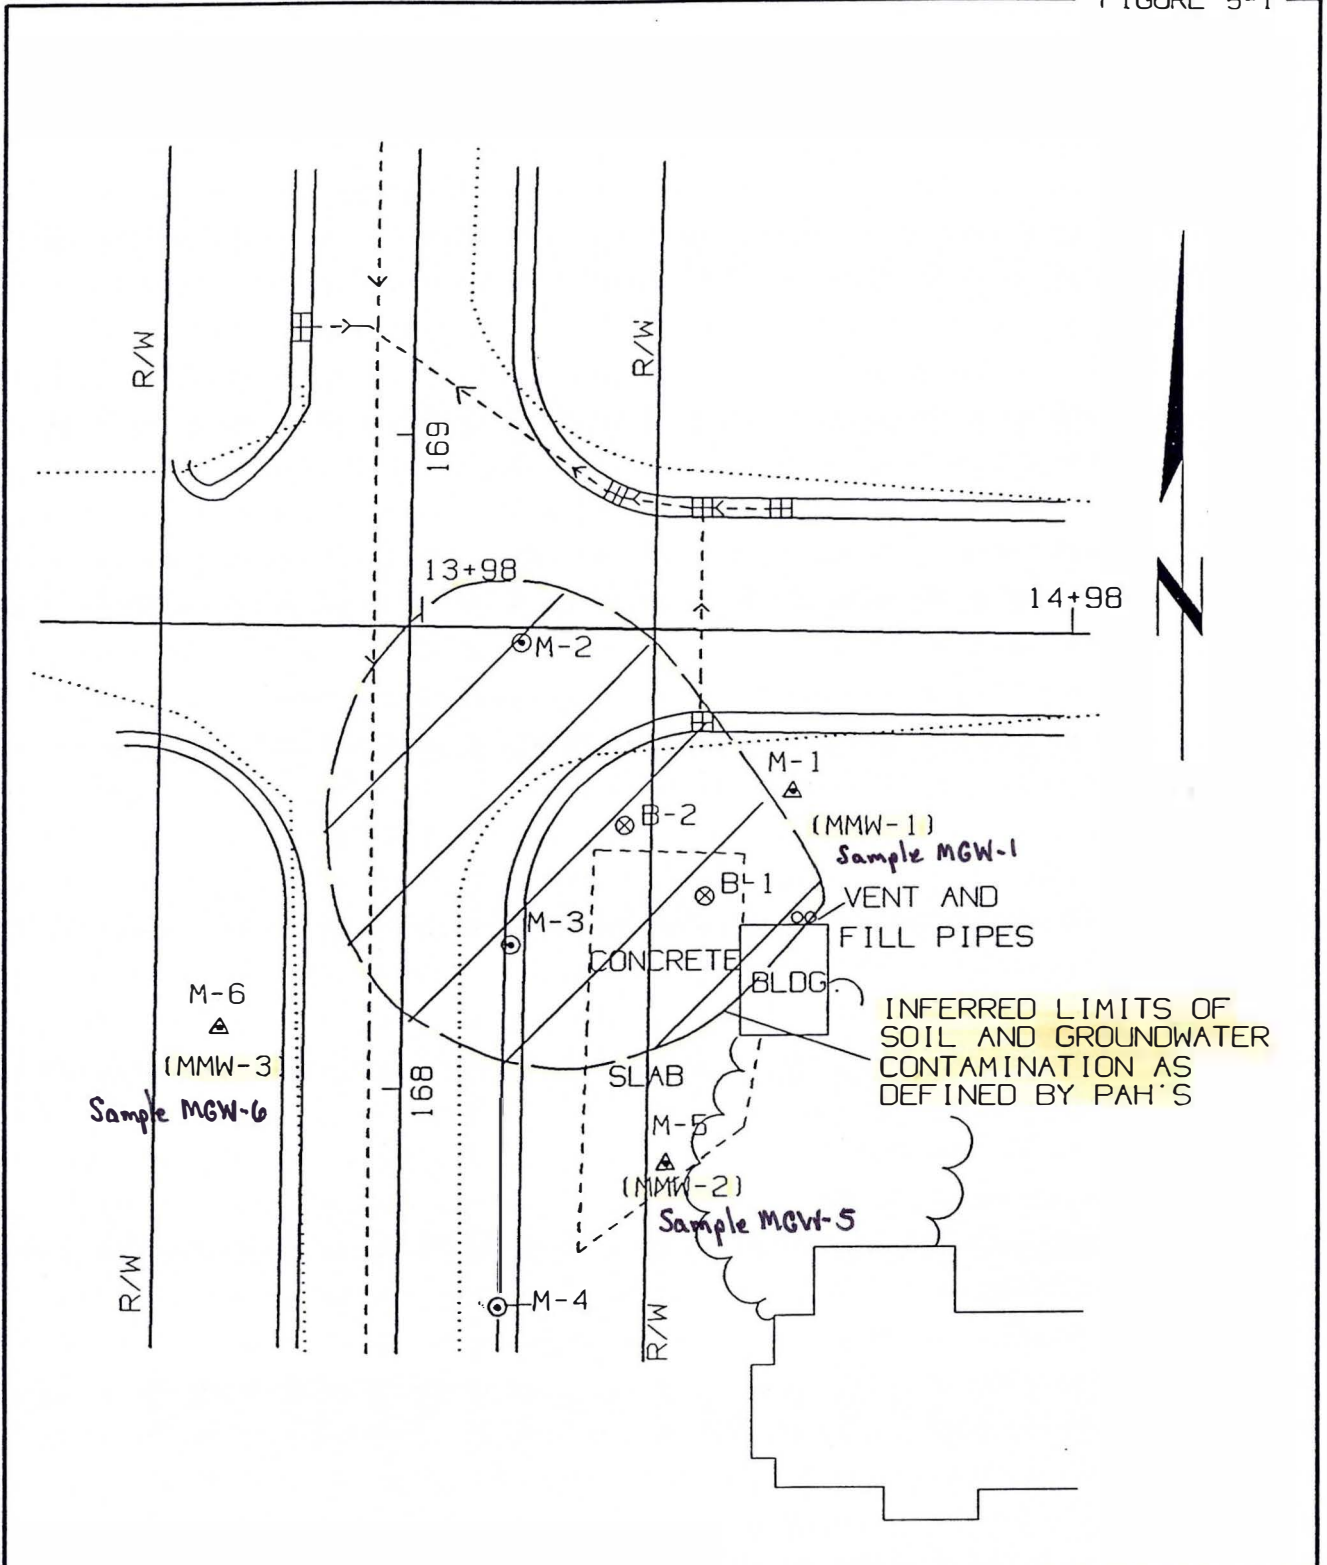 FIGURE 5-1
R/W
R/W
169
13+98
14+98
N
M-2
M-1
(MMW-1)
Sample MGW-1
B-2
B-1
VENT AND
FILL PIPES
M-3
CONCRETE
BLDG.
M-6
(MMW-3)
Sample MGW-6
INFERRED LIMITS OF
SOIL AND GROUNDWATER
CONTAMINATION AS
DEFINED BY PAH'S
SLAB
168
M-5
(MMW-2)
Sample MGW-5
R/W
M-4
R/W